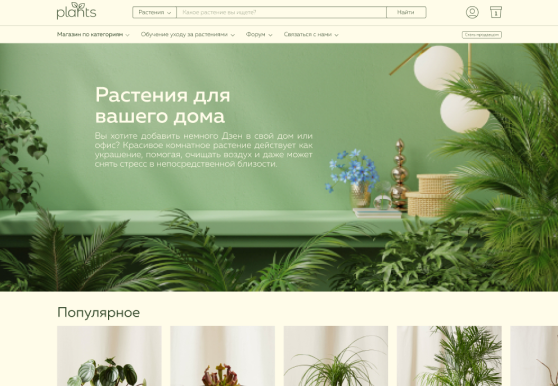 plants
Растения
Какое растение вы ищете?
Найти
Магазин по категориям
Обучение уходу за растениями
Форум
Связаться с нами
Стать продавцом
Растения для
вашего дома
Вы хотите добавить немного Дзен в свой дом или
офис? Красивое комнатное растение действует как
украшение, помогая, очищать воздух и даже может
снять стресс в непосредственной близости.
Популярное